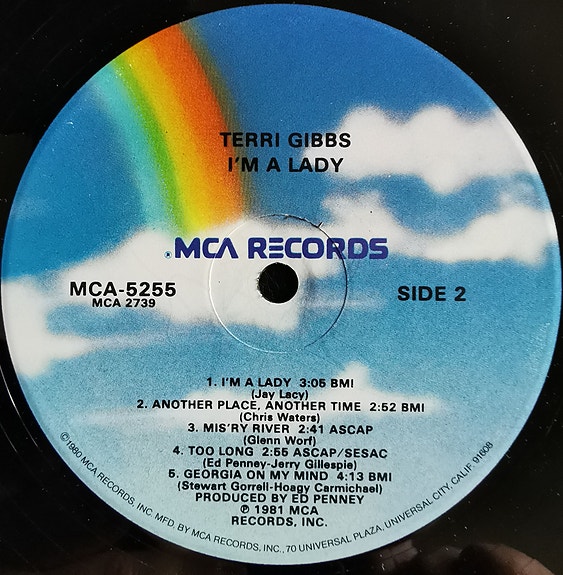 TERRI GIBBS
I'M A LADY
® MCA RECORDS
MCA-5255
MCA 2739
SIDE 2
1. I'M A LADY 3:05 BMI
(Jay Lacy)
2. ANOTHER PLACE, ANOTHER TIME 2:52 BMI
(Chris Waters)
3. MIS'RY RIVER 2:41 ASCAP
(Glenn Worf)
4. TOO LONG 2:55 ASCAP/SESAC
(Ed Penney-Jerry Gillespie)
5. GEORGIA ON MY MIND 4:13 BMI
(Stewart Gorrell-Hoagy Carmichael)
PRODUCED BY ED PENNEY
℗ 1981 MCA
RECORDS, INC.
©1980 MCA RECORDS, INC. MFD. BY MCA RECORDS, INC., 70 UNIVERSAL PLAZA, UNIVERSAL CITY, CALIF. 91608